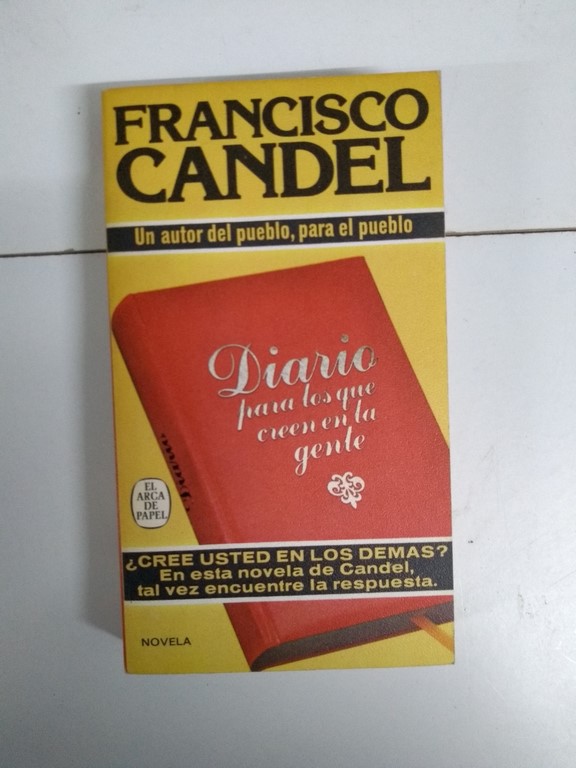 FRANCISCO
CANDEL
Un autor del pueblo, para el pueblo
Diario
para los que
creen en la
gente
EL
ARCA
DE
PAPEL
¿CREE USTED EN LOS DEMAS?
En esta novela de Candel,
tal vez encuentre la respuesta.
NOVELA